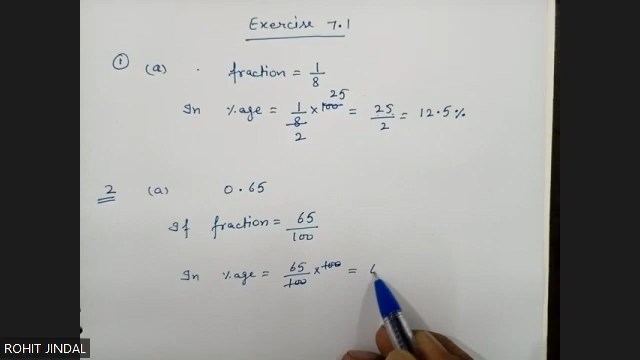 Exercise 7.1
① (a) . fraction = 1/8
In %age = 1/8 × 100 = 25/2 = 12.5%
25
2
2 (a) 0.65
If fraction = 65/100
In %age = 65/100 × 100 =
ROHIT JINDAL